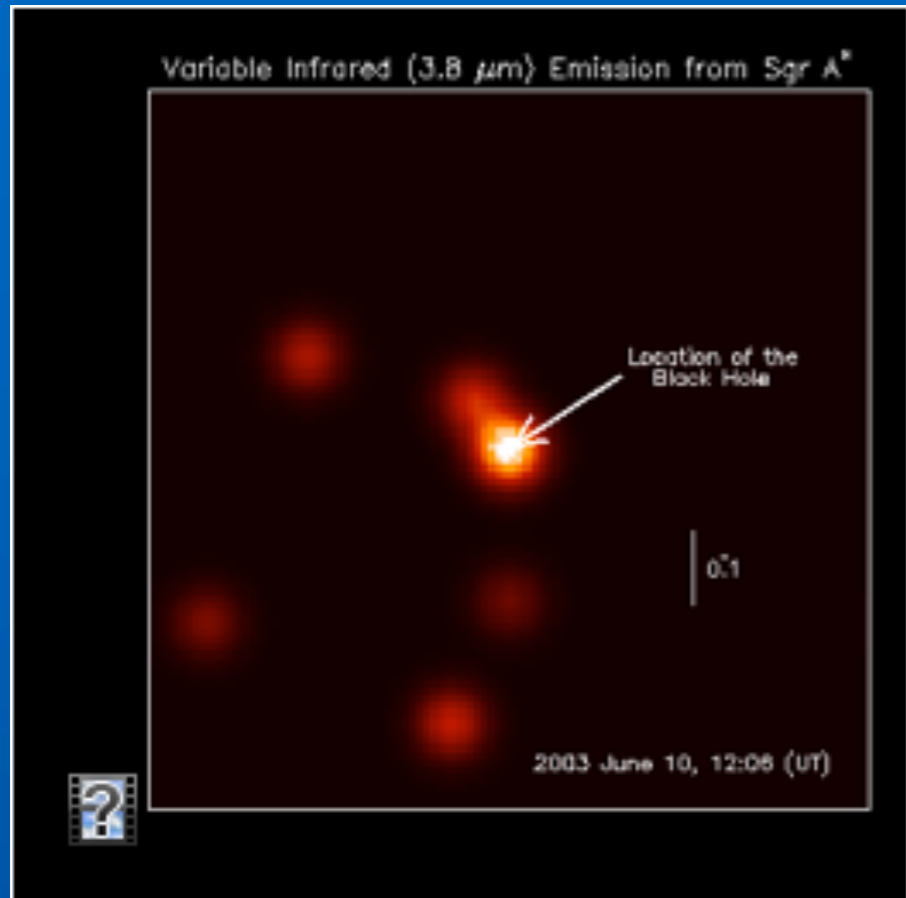 Variable Infrared (3.8 μm) Emission from Sgr A*
Location of the
Black Hole
0."1
2003 June 10, 12:06 (UT)
?